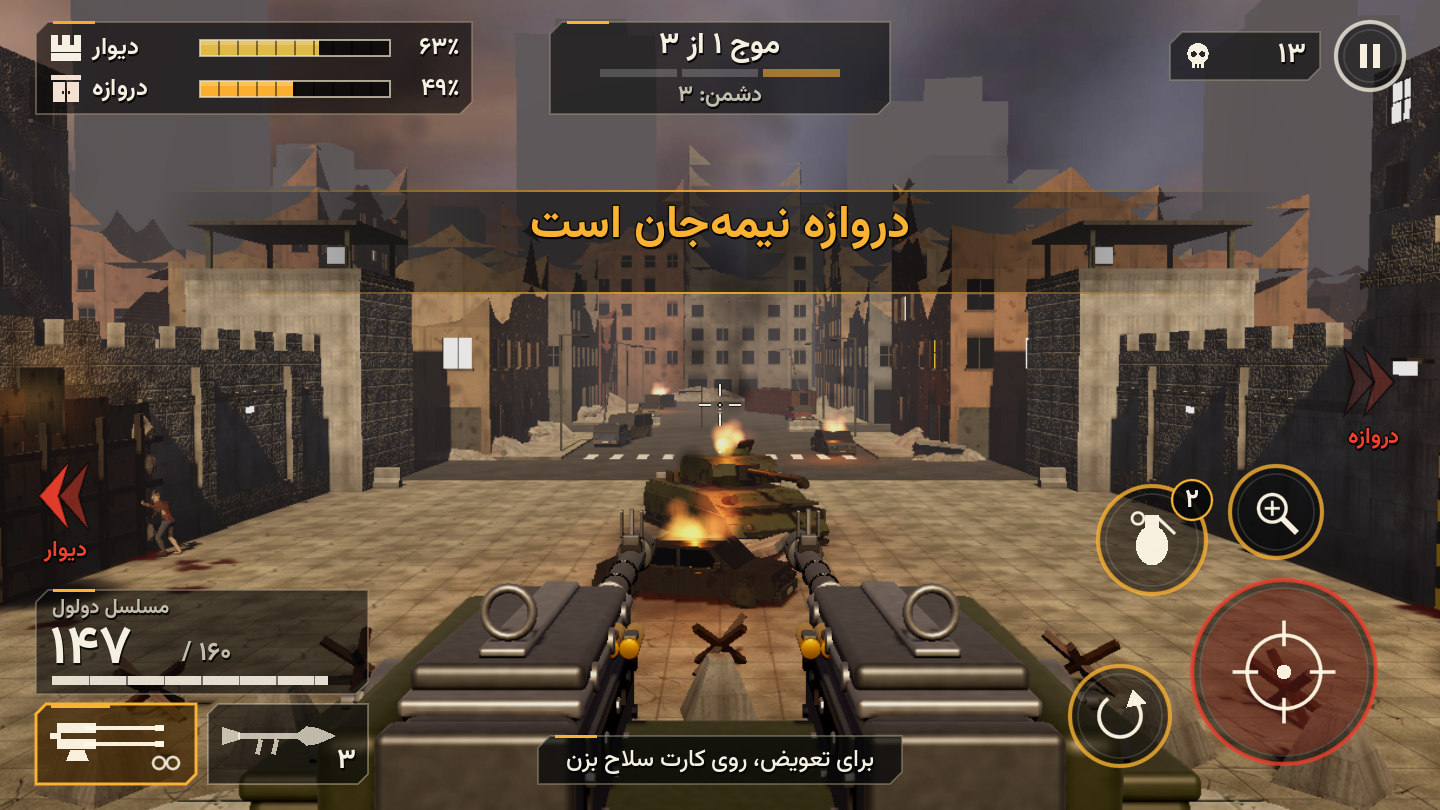 دیوار ۶۳٪
دروازه ۴۹٪
موج ۱ از ۳
دشمن: ۳
۱۳
دروازه نیمه‌جان است
دروازه
دیوار
۲
مسلسل دولول
۱۴۷ / ۱۶۰
∞
۳
برای تعویض، روی کارت سلاح بزن